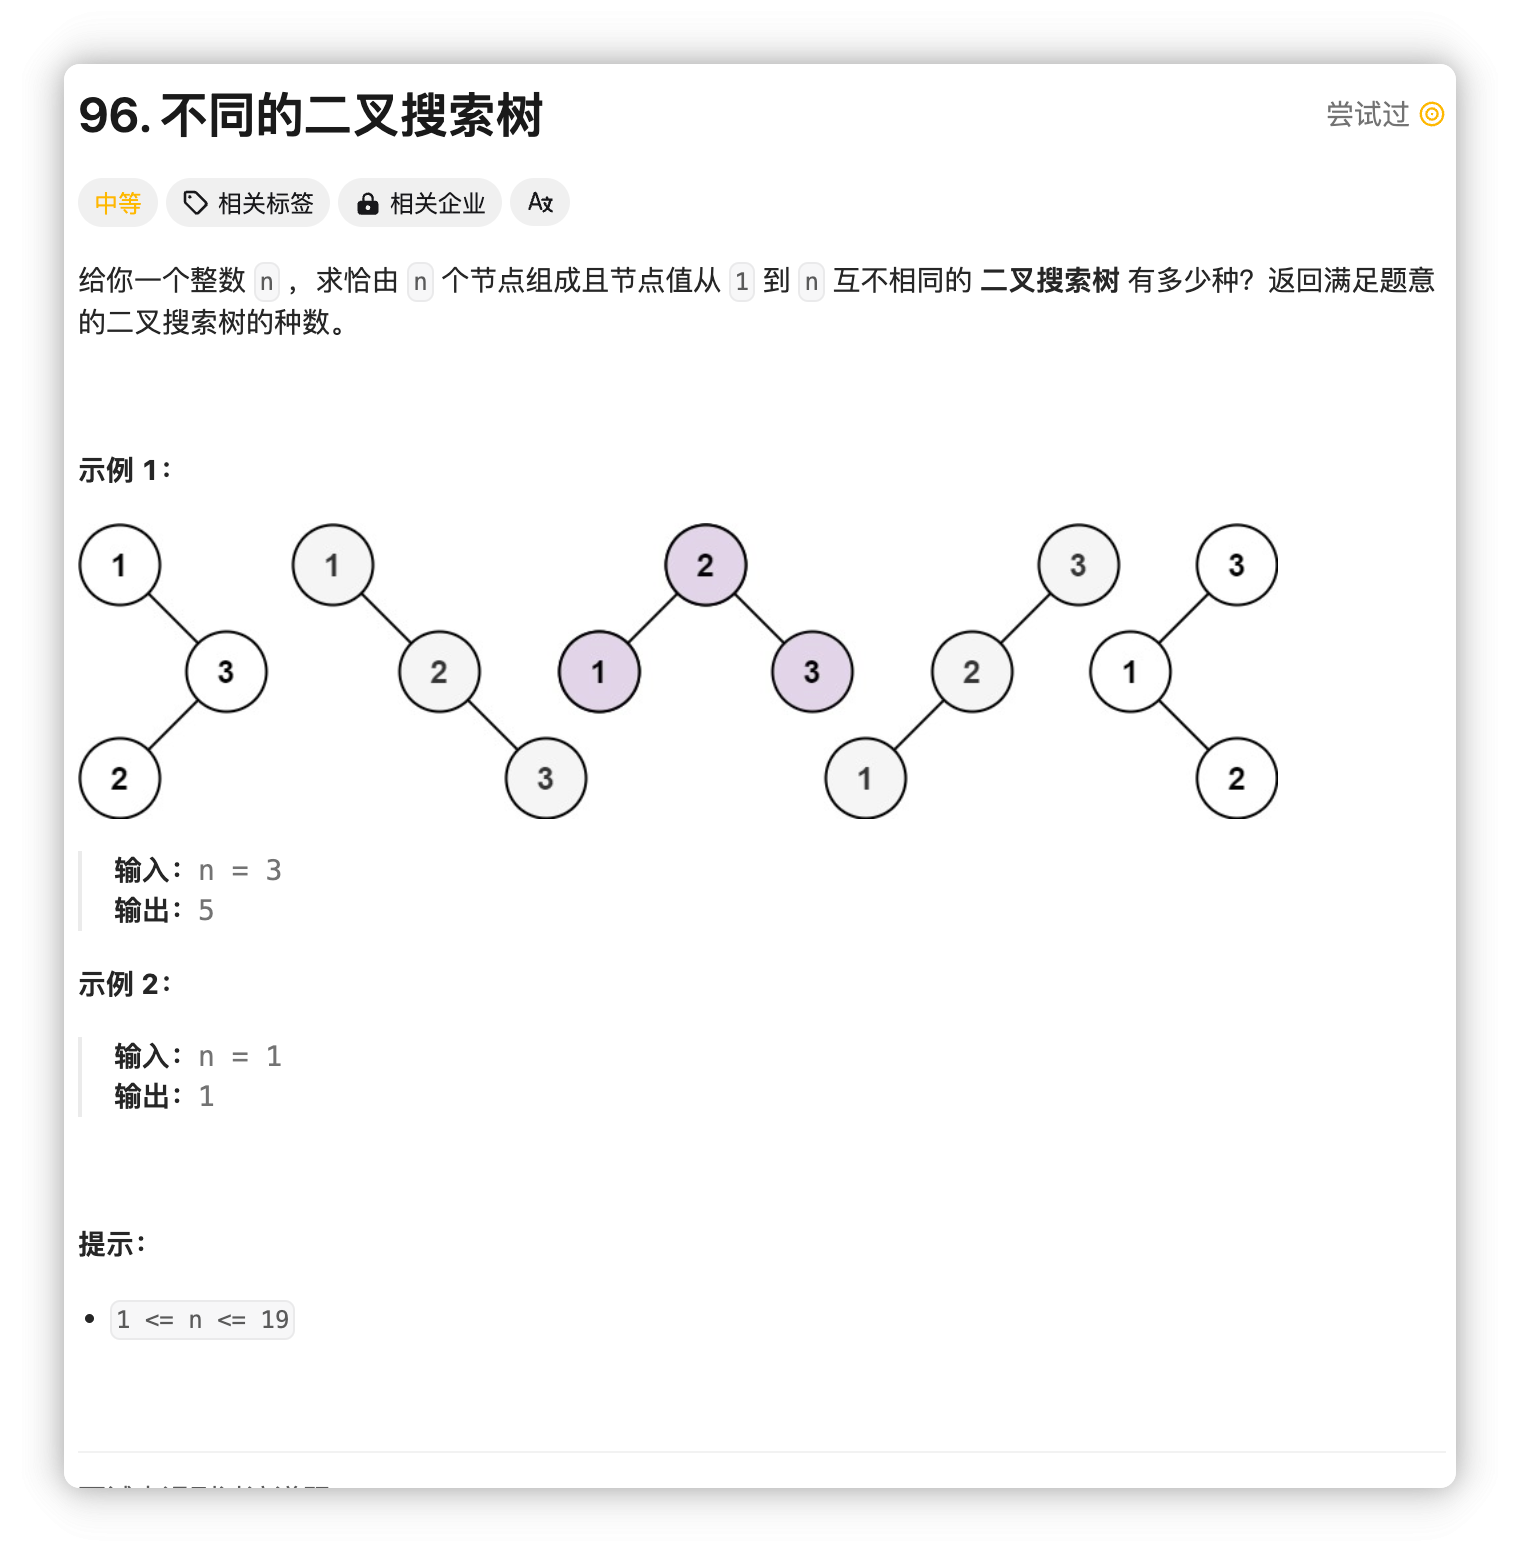 96. 不同的二叉搜索树
尝试过
中等 相关标签 相关企业
给你一个整数 n ，求恰由 n 个节点组成且节点值从 1 到 n 互不相同的 二叉搜索树 有多少种？返回满足题意
的二叉搜索树的种数。
示例 1：
1 1 2 3 3
3 2 1 3 2 1
2 3 1 2
输入：n = 3
输出：5
示例 2：
输入：n = 1
输出：1
提示：
1 <= n <= 19